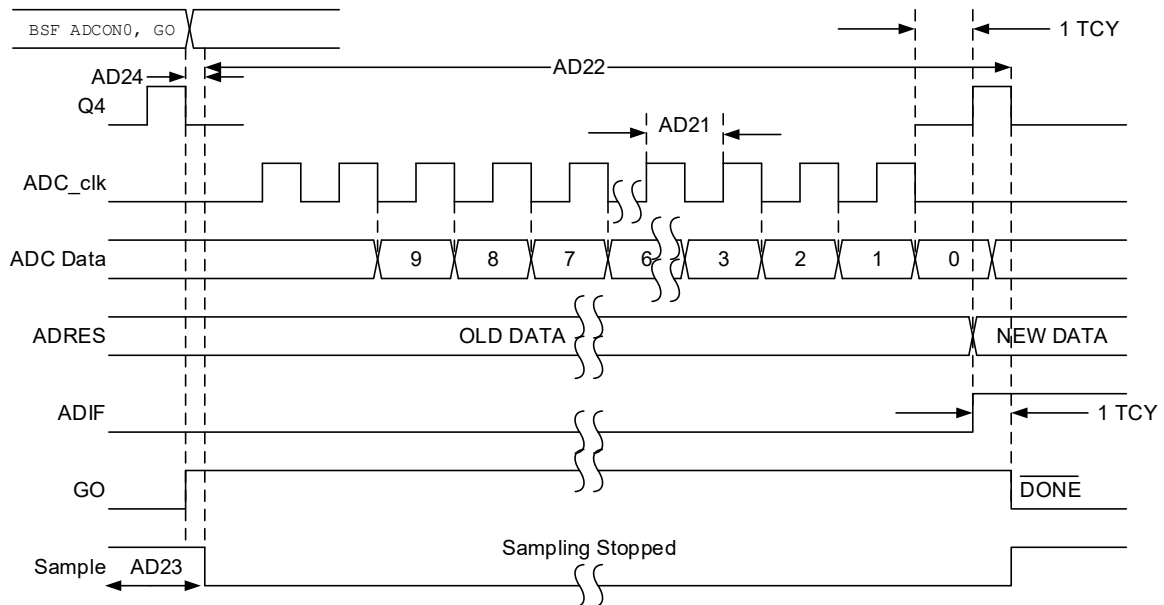 BSF ADCON0, GO
1 TCY
AD24
AD22
Q4
AD21
ADC_clk
ADC Data 9 8 7 6 3 2 1 0
ADRES OLD DATA NEW DATA
ADIF 1 TCY
GO DONE
Sampling Stopped
Sample AD23